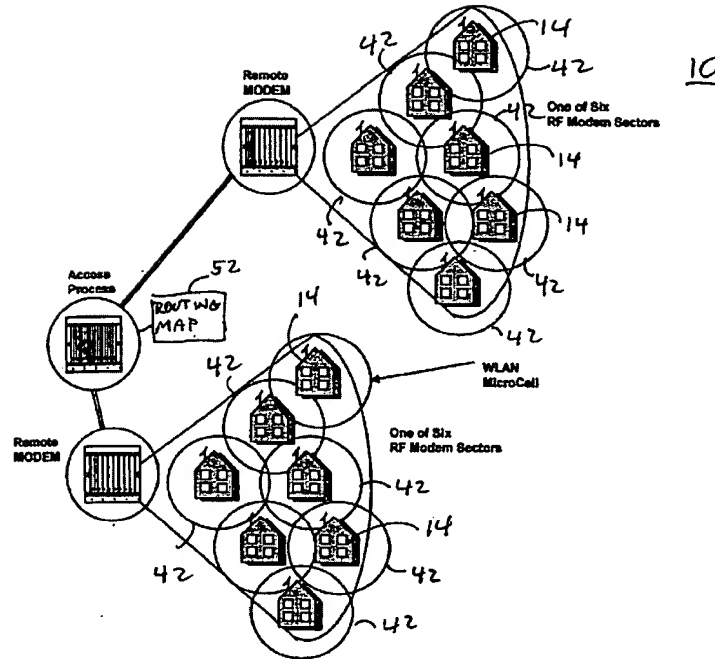 14
42
42
10
Remote
MODEM
42
One of Six
RF Modem Sectors
14
14
42
42
42
42
Access
Process
52
ROUTING
MAP
14
WLAN
MicroCell
42
One of Six
RF Modem Sectors
Remote
MODEM
42
14
42
42
42